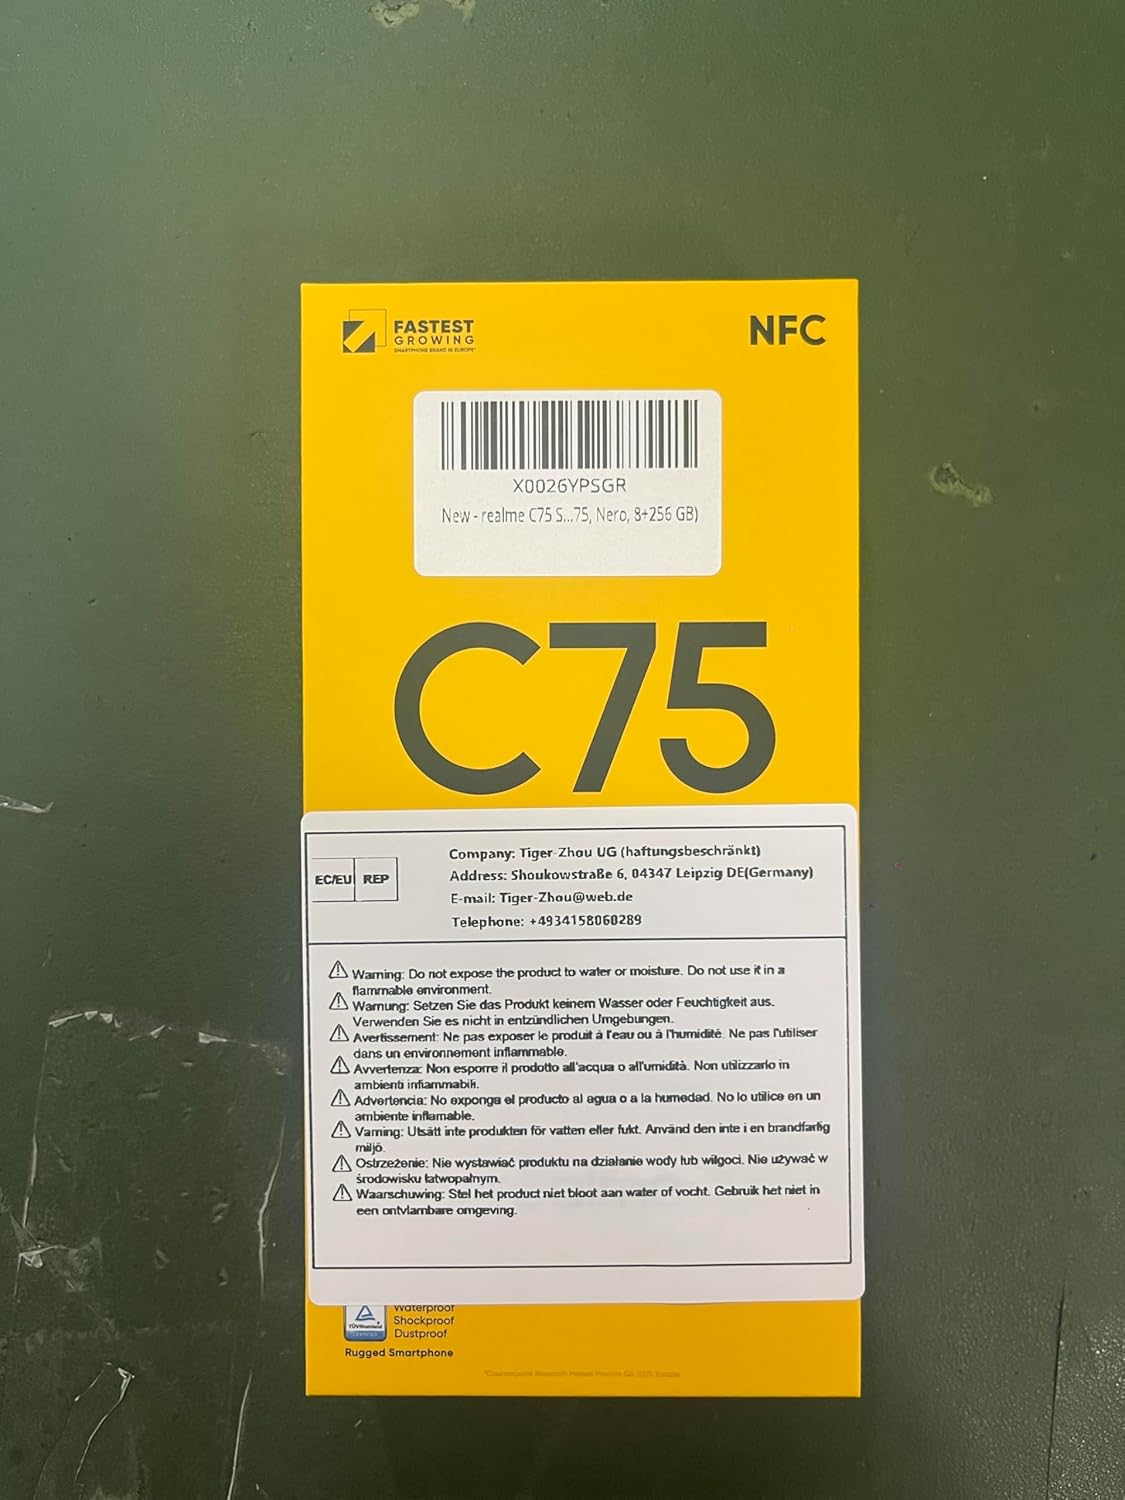 FASTEST
GROWING
SMARTPHONE BRAND IN EUROPE*
NFC
X0026YPSGR
New - realme C75 S...75, Nero, 8+256 GB)
C75
EC/EU REP
Company: Tiger-Zhou UG (haftungsbeschränkt)
Address: Shoukowstraße 6, 04347 Leipzig DE(Germany)
E-mail: Tiger-Zhou@web.de
Telephone: +4934158060289
Warning: Do not expose the product to water or moisture. Do not use it in a
flammable environment.
Warnung: Setzen Sie das Produkt keinem Wasser oder Feuchtigkeit aus.
Verwenden Sie es nicht in entzündlichen Umgebungen.
Avertissement: Ne pas exposer le produit à l'eau ou à l'humidité. Ne pas l'utiliser
dans un environnement inflammable.
Avvertenza: Non esporre il prodotto all'acqua o all'umidità. Non utilizzarlo in
ambienti infiammabili.
Advertencia: No exponga el producto al agua o a la humedad. No lo utilice en un
ambiente inflamable.
Varning: Utsätt inte produkten för vatten eller fukt. Använd den inte i en brandfarlig
miljö.
Ostrzeżenie: Nie wystawiać produktu na działanie wody lub wilgoci. Nie używać w
środowisku łatwopalnym.
Waarschuwing: Stel het product niet bloot aan water of vocht. Gebruik het niet in
een ontvlambare omgeving.
TÜVRheinland
CERTIFIED
Waterproof
Shockproof
Dustproof
Rugged Smartphone